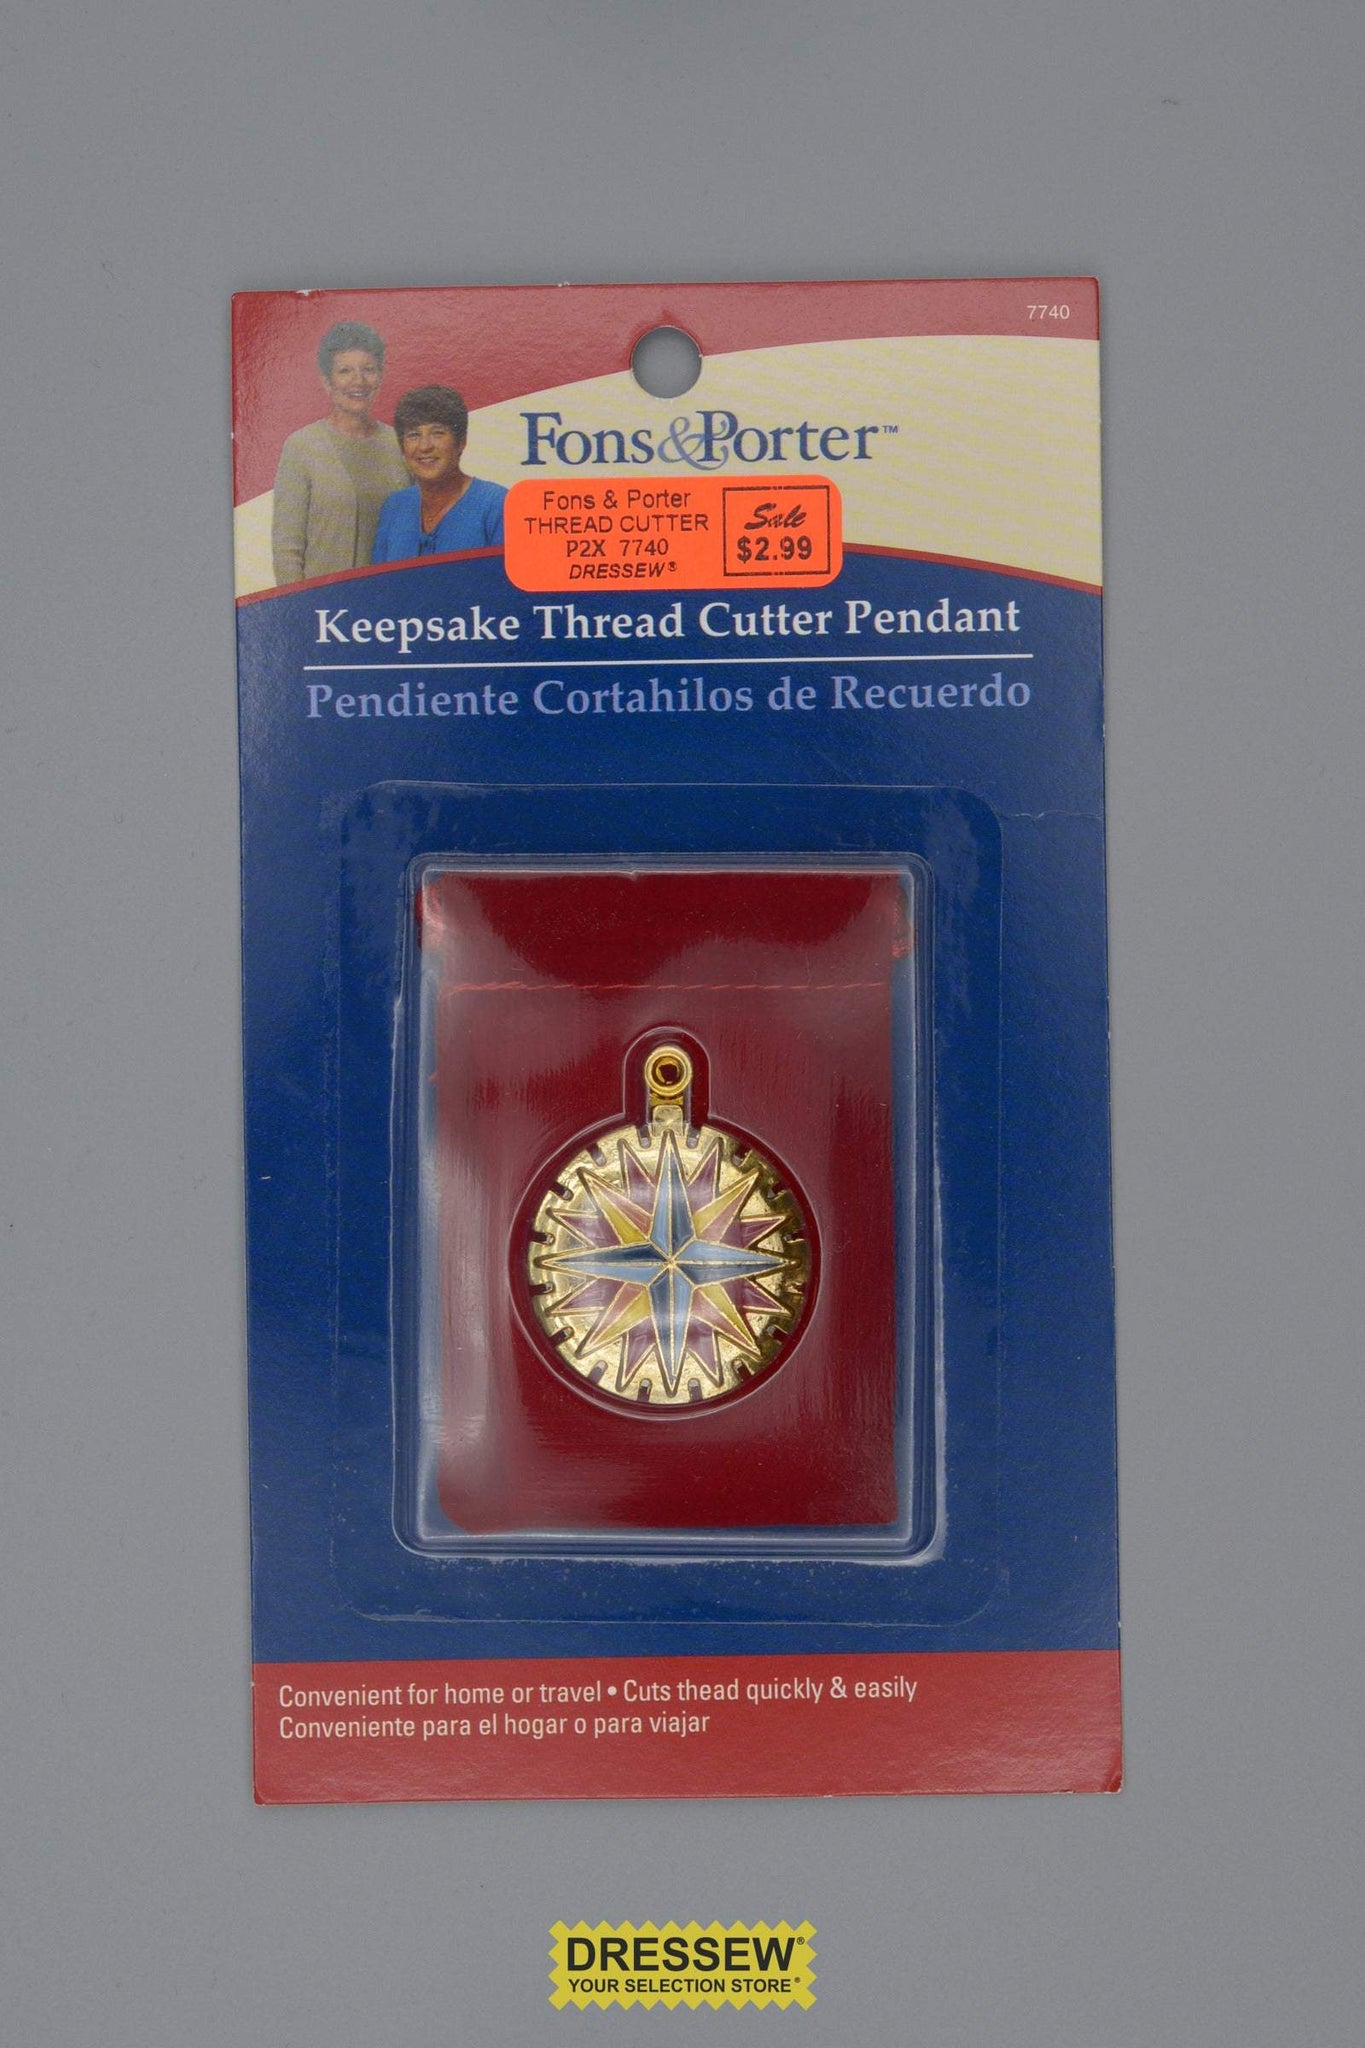 7740
Fons&Porter™
Fons & Porter
THREAD CUTTER
P2X 7740
DRESSEW®
Sale
$2.99
Keepsake Thread Cutter Pendant
Pendiente Cortahilos de Recuerdo
Convenient for home or travel • Cuts thead quickly & easily
Conveniente para el hogar o para viajar
DRESSEW®
YOUR SELECTION STORE®